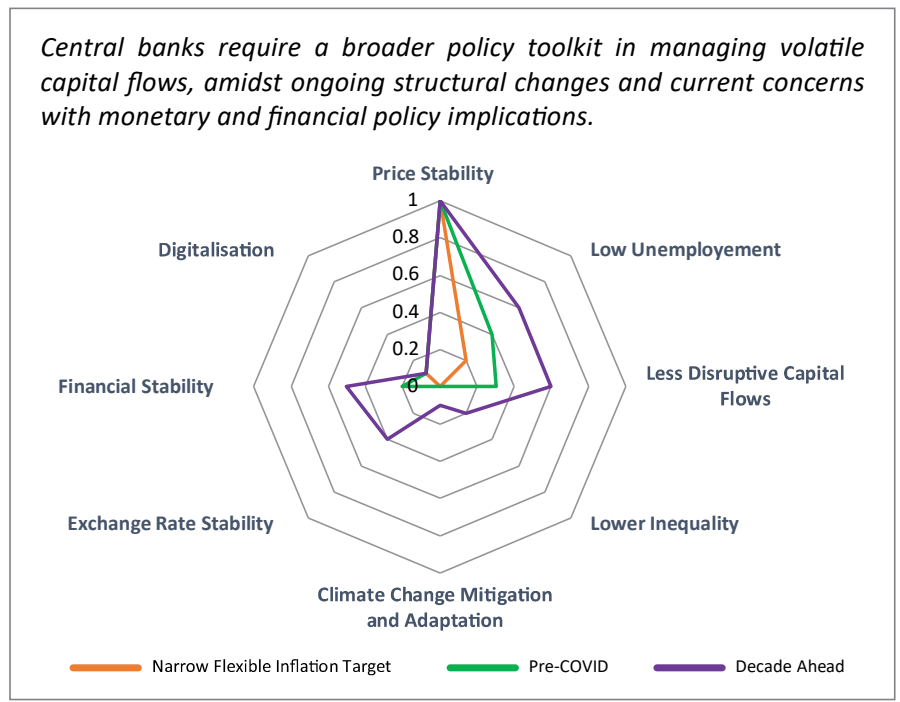 Central banks require a broader policy toolkit in managing volatile
capital flows, amidst ongoing structural changes and current concerns
with monetary and financial policy implications.
Price Stability
1
0.8
0.6
0.4
0.2
0
Digitalisation
Low Unemployement
Financial Stability
Less Disruptive Capital
Flows
Exchange Rate Stability
Lower Inequality
Climate Change Mitigation
and Adaptation
Narrow Flexible Inflation Target
Pre-COVID
Decade Ahead